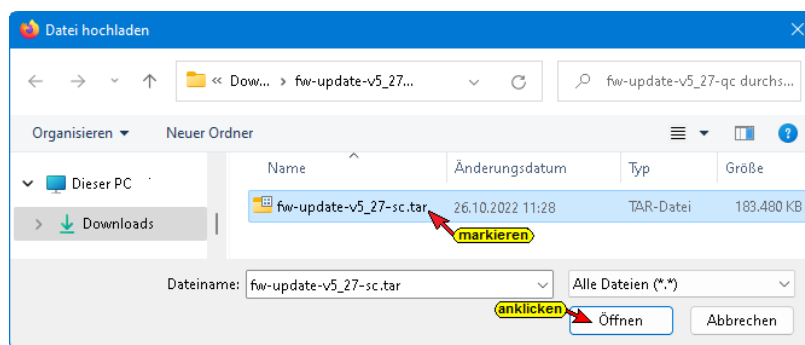 Datei hochladen
« Dow... › fw-update-v5_27...
fw-update-v5_27-qc durchs...
Organisieren
Neuer Ordner
Name
Änderungsdatum
Typ
Größe
Dieser PC
fw-update-v5_27-sc.tar
26.10.2022 11:28
TAR-Datei
183.480 KB
Downloads
markieren
Dateiname:
fw-update-v5_27-sc.tar
Alle Dateien (*.*)
anklicken
Öffnen
Abbrechen